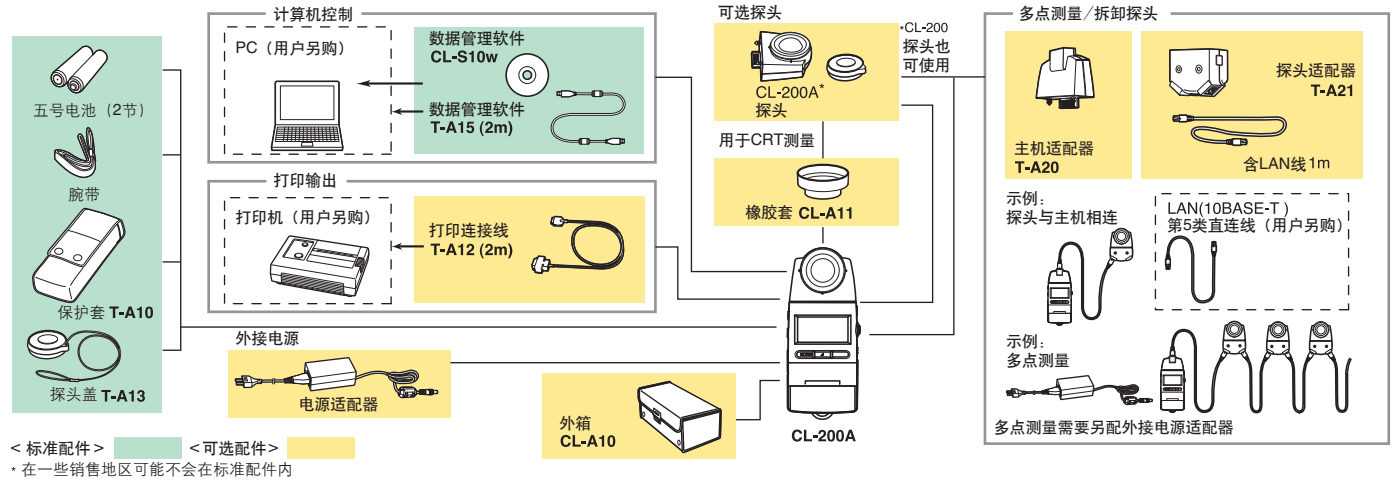 五号电池（2节）
腕带
保护套 T-A10
探头盖 T-A13
计算机控制
PC（用户另购）
数据管理软件
CL-S10w
数据管理软件
T-A15 (2m)
打印输出
打印机（用户另购）
打印连接线
T-A12 (2m)
外接电源
电源适配器
可选探头
CL-200A*
探头
*CL-200
探头也
可使用
用于CRT测量
橡胶套 CL-A11
CL-200A
外箱
CL-A10
多点测量/拆卸探头
主机适配器
T-A20
探头适配器
T-A21
含LAN线1m
示例：
探头与主机相连
LAN(10BASE-T )
第5类直连线（用户另购）
示例：
多点测量
多点测量需要另配外接电源适配器
< 标准配件>
<可选配件>
* 在一些销售地区可能不会在标准配件内